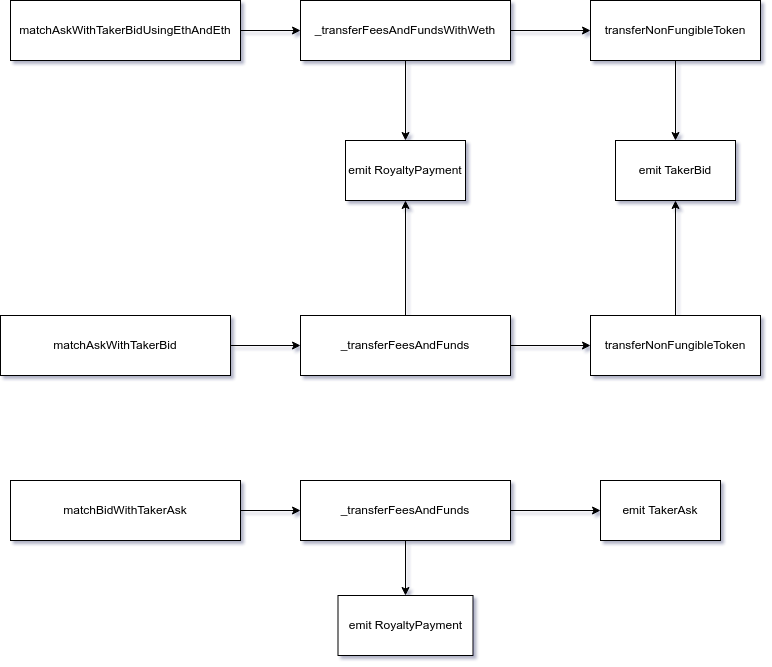 matchAskWithTakerBidUsingEthAndEth
_transferFeesAndFundsWithWeth
transferNonFungibleToken
emit RoyaltyPayment
emit TakerBid
matchAskWithTakerBid
_transferFeesAndFunds
transferNonFungibleToken
matchBidWithTakerAsk
_transferFeesAndFunds
emit TakerAsk
emit RoyaltyPayment